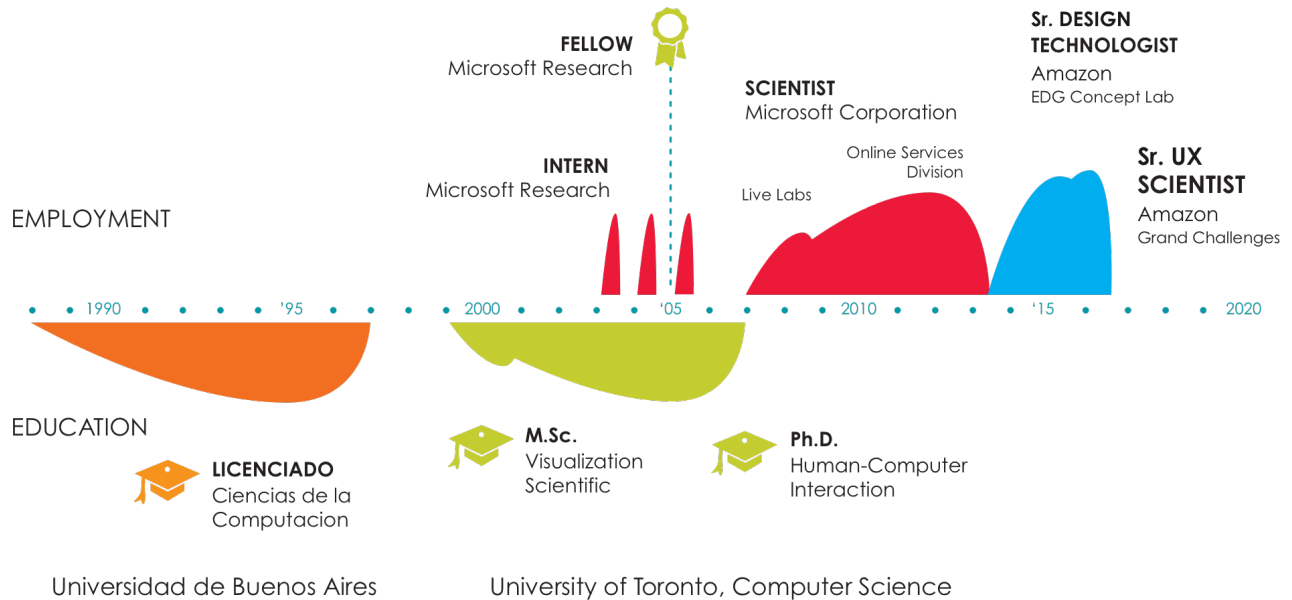 FELLOW
Microsoft Research
Sr. DESIGN
TECHNOLOGIST
Amazon
EDG Concept Lab
SCIENTIST
Microsoft Corporation
Online Services
Division
Live Labs
INTERN
Microsoft Research
Sr. UX
SCIENTIST
Amazon
Grand Challenges
EMPLOYMENT
1990 '95 2000 '05 2010 '15 2020
EDUCATION
LICENCIADO
Ciencias de la
Computacion
M.Sc.
Visualization
Scientific
Ph.D.
Human-Computer
Interaction
Universidad de Buenos Aires
University of Toronto, Computer Science